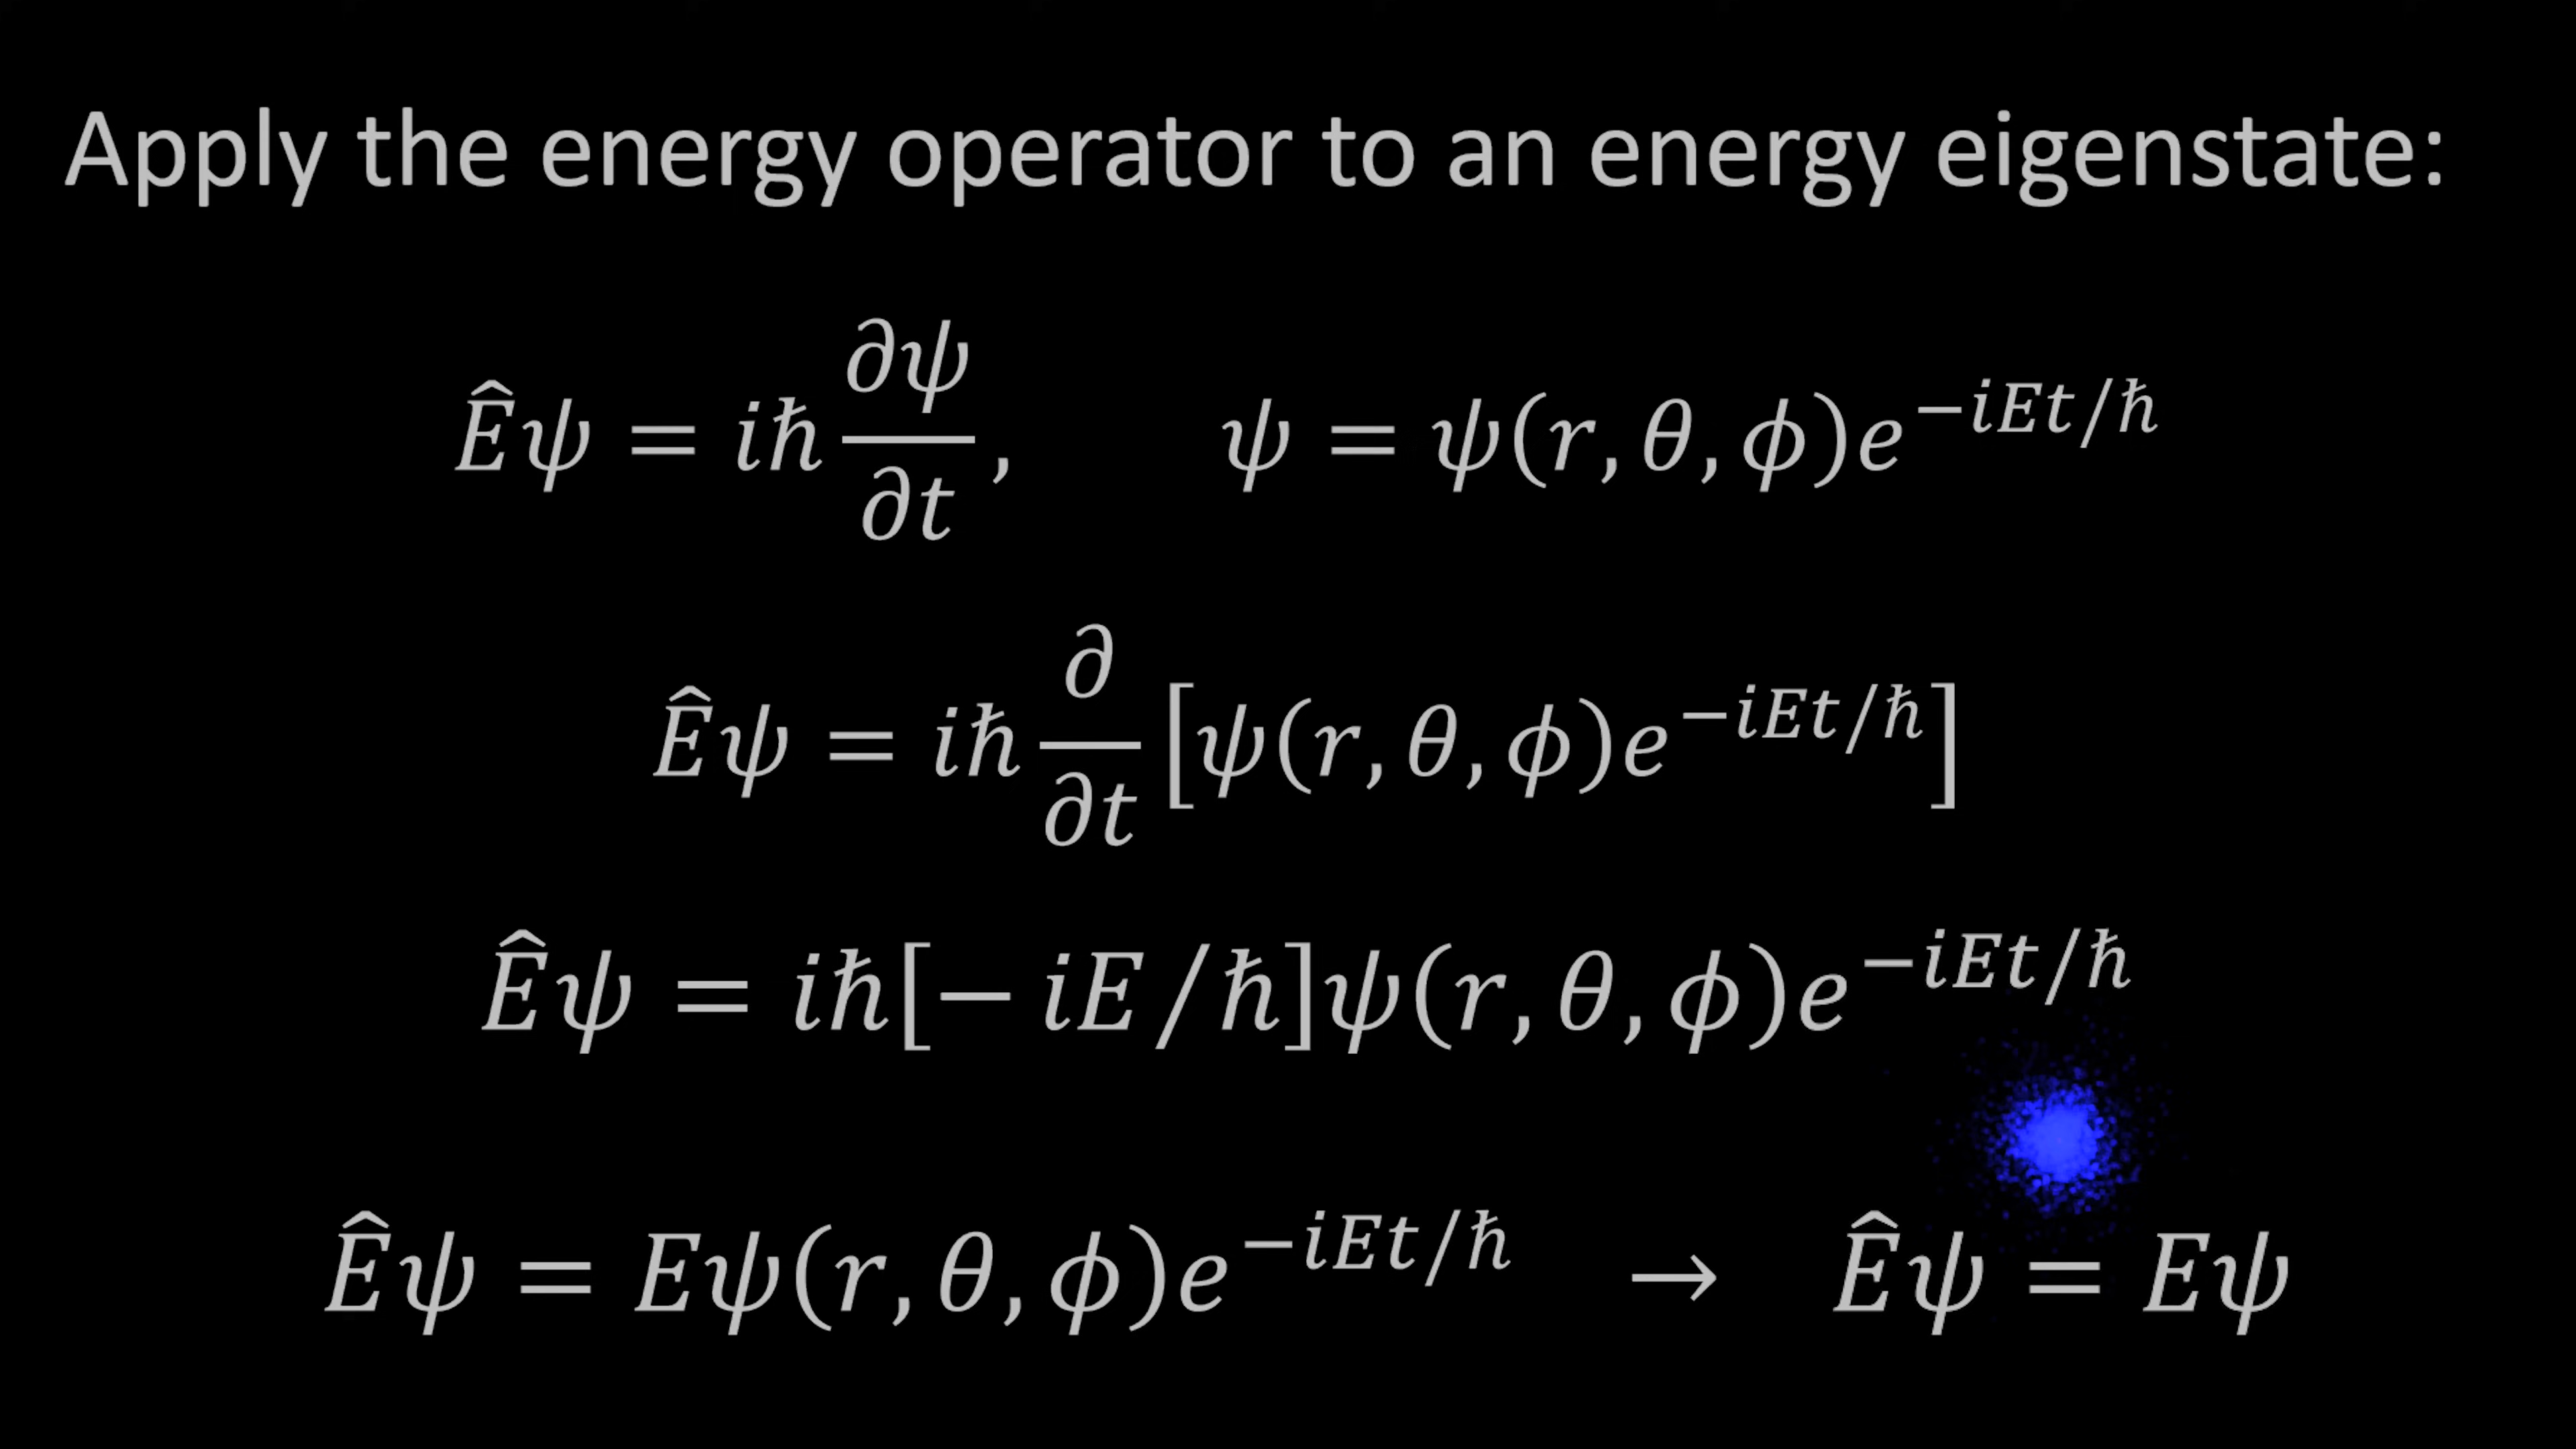 Apply the energy operator to an energy eigenstate:
Êψ = iħ ∂ψ/∂t, ψ = ψ(r, θ, ϕ)e^{−iEt/ħ}
Êψ = iħ ∂/∂t [ψ(r, θ, ϕ)e^{−iEt/ħ}]
Êψ = iħ[− iE/ħ]ψ(r, θ, ϕ)e^{−iEt/ħ}
Êψ = Eψ(r, θ, ϕ)e^{−iEt/ħ} → Êψ = Eψ